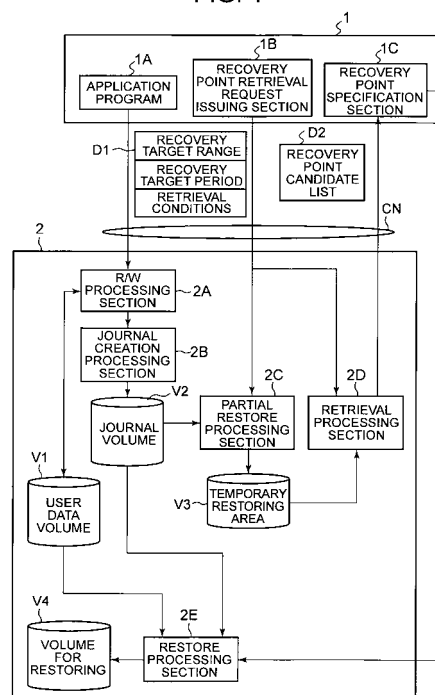 1
1A
1B
1C
APPLICATION
PROGRAM
RECOVERY
POINT RETRIEVAL
REQUEST
ISSUING SECTION
RECOVERY
POINT
SPECIFICATION
SECTION
D1
RECOVERY
TARGET RANGE
RECOVERY
TARGET PERIOD
RETRIEVAL
CONDITIONS
D2
RECOVERY
POINT
CANDIDATE
LIST
CN
2
R/W
PROCESSING
SECTION
2A
JOURNAL
CREATION
PROCESSING
SECTION
2B
V2
JOURNAL
VOLUME
2C
PARTIAL
RESTORE
PROCESSING
SECTION
2D
RETRIEVAL
PROCESSING
SECTION
V1
USER
DATA
VOLUME
V3
TEMPORARY
RESTORING
AREA
V4
VOLUME
FOR
RESTORING
2E
RESTORE
PROCESSING
SECTION